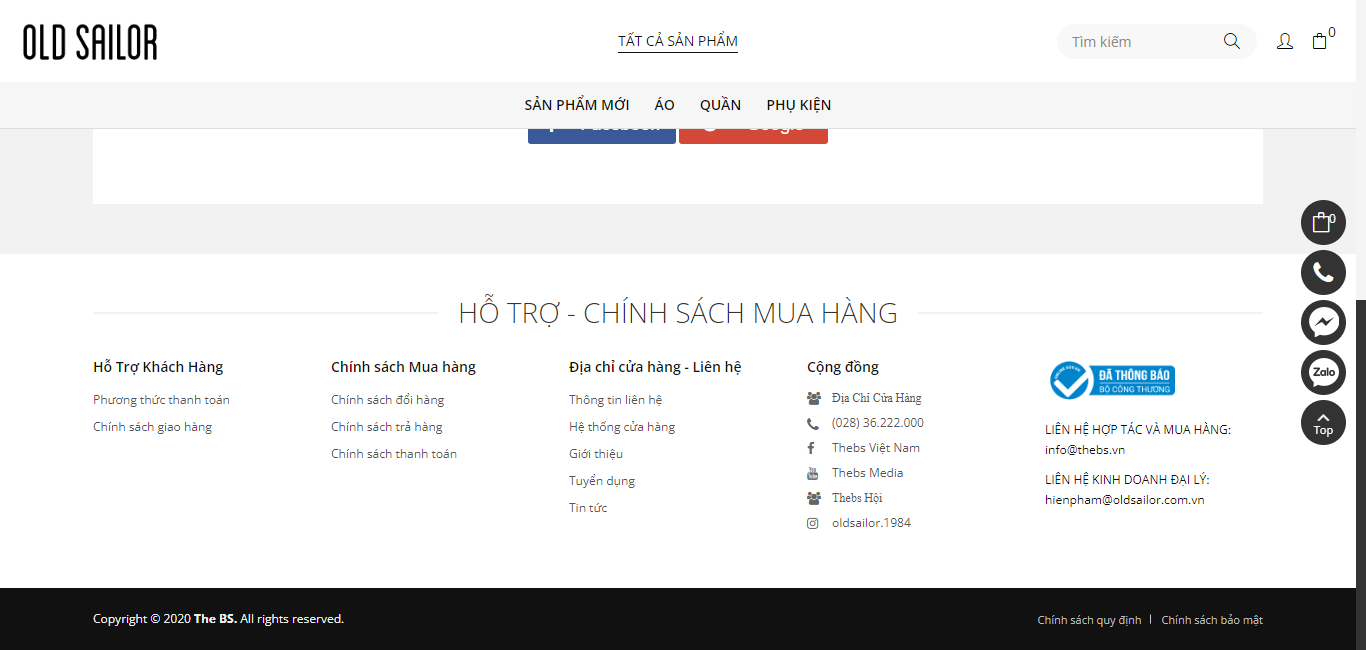 OLD SAILOR
TẤT CẢ SẢN PHẨM
Tìm kiếm
0
SẢN PHẨM MỚI ÁO QUẦN PHỤ KIỆN
0
HỖ TRỢ - CHÍNH SÁCH MUA HÀNG
Hỗ Trợ Khách Hàng
Phương thức thanh toán
Chính sách giao hàng
Chính sách Mua hàng
Chính sách đổi hàng
Chính sách trả hàng
Chính sách thanh toán
Địa chỉ cửa hàng - Liên hệ
Thông tin liên hệ
Hệ thống cửa hàng
Giới thiệu
Tuyển dụng
Tin tức
Cộng đồng
Địa Chỉ Cửa Hàng
(028) 36.222.000
Thebs Việt Nam
Thebs Media
Thebs Hội
oldsailor.1984
ĐÃ THÔNG BÁO
BỘ CÔNG THƯƠNG
LIÊN HỆ HỢP TÁC VÀ MUA HÀNG:
info@thebs.vn
LIÊN HỆ KINH DOANH ĐẠI LÝ:
hienpham@oldsailor.com.vn
Zalo
Top
Copyright © 2020 The BS. All rights reserved.
Chính sách quy định | Chính sách bảo mật